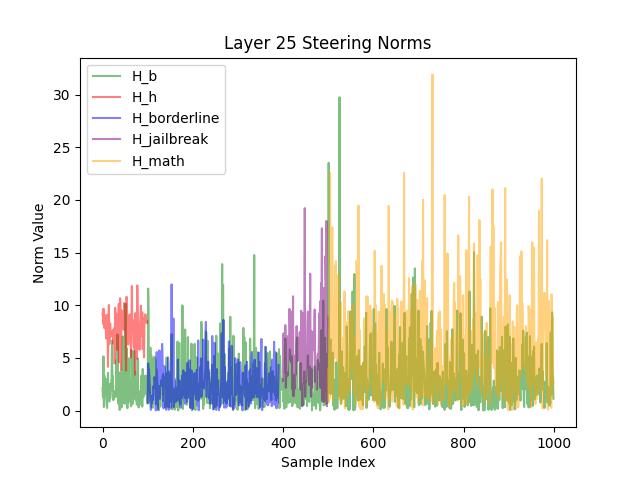 Layer 25 Steering Norms
H_b
H_h
H_borderline
H_jailbreak
H_math
Norm Value
30
25
20
15
10
5
0
0 200 400 600 800 1000
Sample Index